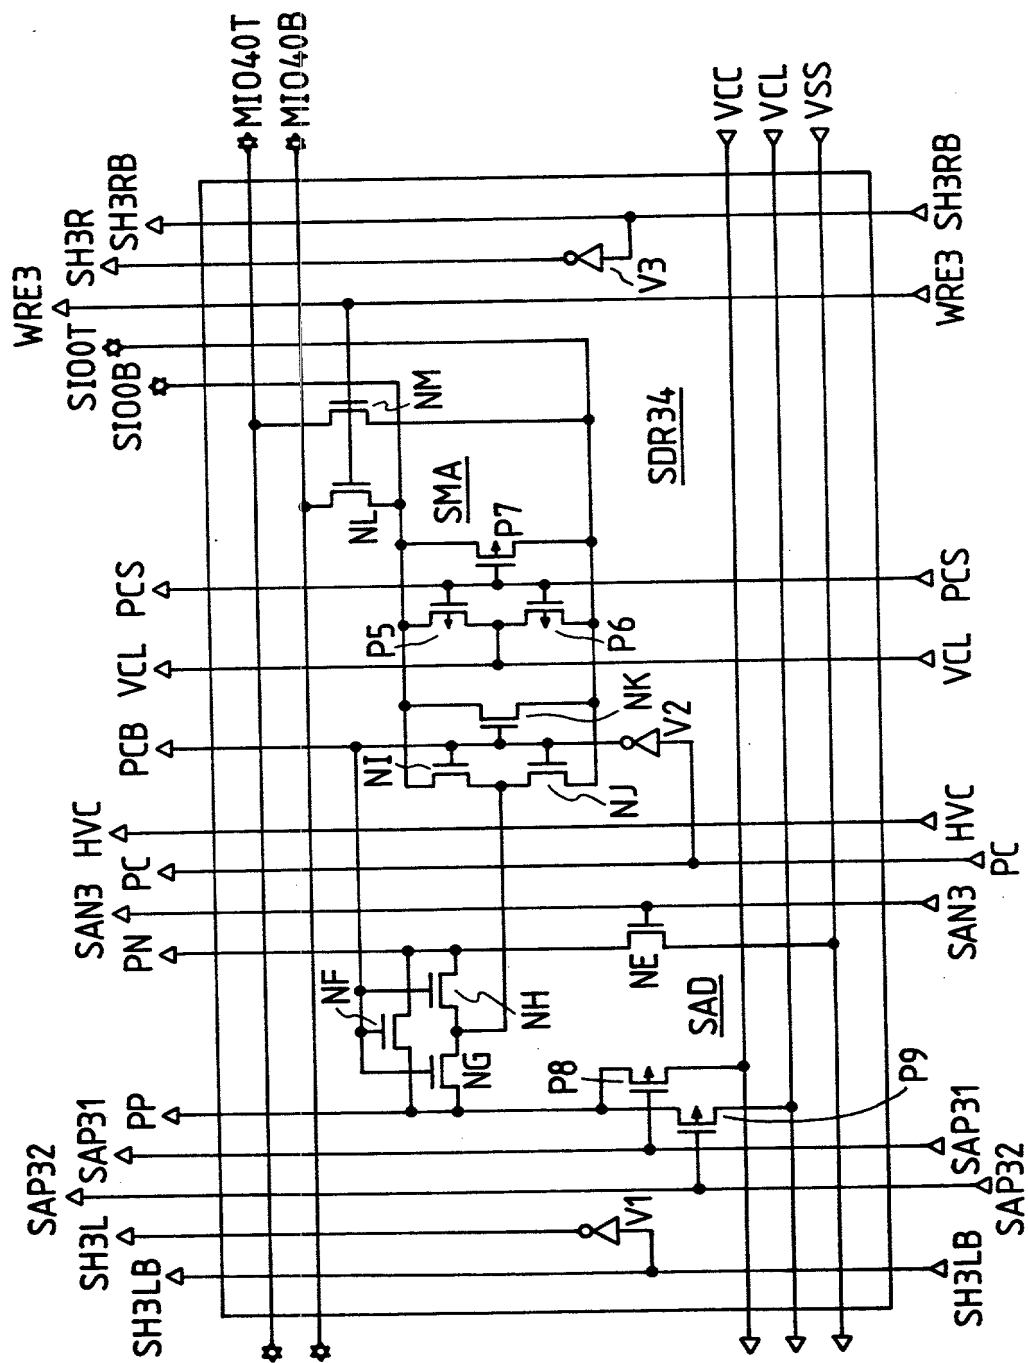 SH3LB
SH3L
SAP32
SAP31
PP
PN
SAN3
PC
HVC
PCB
VCL
PCS
SIO0B
SIO0T
WRE3
SH3R
SH3RB
MIO40T
MIO40B
NF
NH
NG
NI
NJ
NK
V2
P5
P6
P7
SMA
NL
NM
V3
V1
P8
P9
SAD
NE
SDR34
VCC
VCL
VSS
SH3LB
SAP32
SAP31
SAN3
PC
HVC
VCL
PCS
WRE3
SH3RB